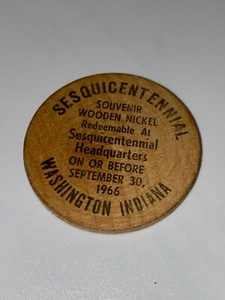 SESQUICENTENNIAL
SOUVENIR
WOODEN NICKEL
Redeemable At
Sesquicentennial
Headquarters
ON OR BEFORE
SEPTEMBER 30,
1966
WASHINGTON INDIANA